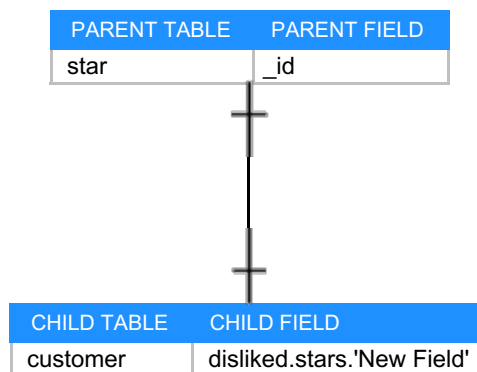 PARENT TABLE PARENT FIELD
star _id
CHILD TABLE CHILD FIELD
customer disliked.stars.'New Field'